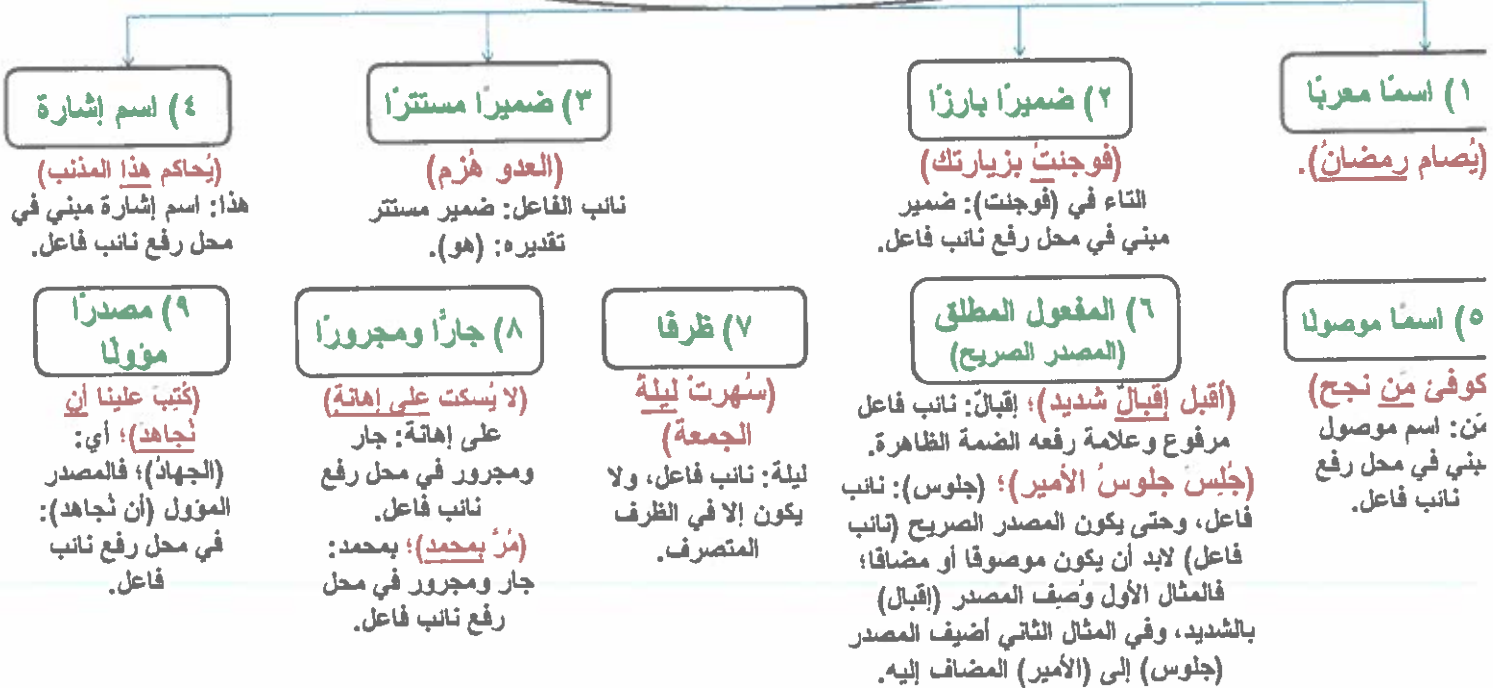 ١) اسمًا معربًا
(يُصام رمضانُ).
٢) ضميرًا بارزًا
(فوجئتُ بزيارتك)
التاء في (فوجئت): ضمير
مبني في محل رفع نائب فاعل.
٣) ضميرًا مستترًا
(العدو هُزم)
نائب الفاعل: ضمير مستتر
تقديره: (هو).
٤) اسم إشارة
(يُحاكم هذا المذنب)
هذا: اسم إشارة مبني في
محل رفع نائب فاعل.
٥) اسمًا موصولًا
كوفئ مَن نجح)
مَن: اسم موصول
مبني في محل رفع
نائب فاعل.
٦) المفعول المطلق
(المصدر الصريح)
(أقبل إقبالٌ شديد)؛ إقبالٌ: نائب فاعل
مرفوع وعلامة رفعه الضمة الظاهرة.
(جُلِسَ جلوسُ الأمير)؛ (جلوس): نائب
فاعل، وحتى يكون المصدر الصريح (نائب
فاعل) لابد أن يكون موصوفًا أو مضافًا؛
فالمثال الأول وُصِف المصدر (إقبال)
بالشديد، وفي المثال الثاني أضيف المصدر
(جلوس) إلى (الأمير) المضاف إليه.
٧) ظرفًا
(سُهرتْ ليلةُ
الجمعة)
ليلة: نائب فاعل، ولا
يكون إلا في الظرف
المتصرف.
٨) جارًا ومجرورًا
(لا يُسكت على إهانةٍ)
على إهانة: جار
ومجرور في محل رفع
نائب فاعل.
(مُرَّ بمحمد)؛ بمحمد:
جار ومجرور في محل
رفع نائب فاعل.
٩) مصدرًا
مؤولًا
(كُتِبَ علينا أن
نُجاهد)؛ أي:
(الجهادُ)؛ فالمصدر
المؤول (أن نُجاهد):
في محل رفع نائب
فاعل.